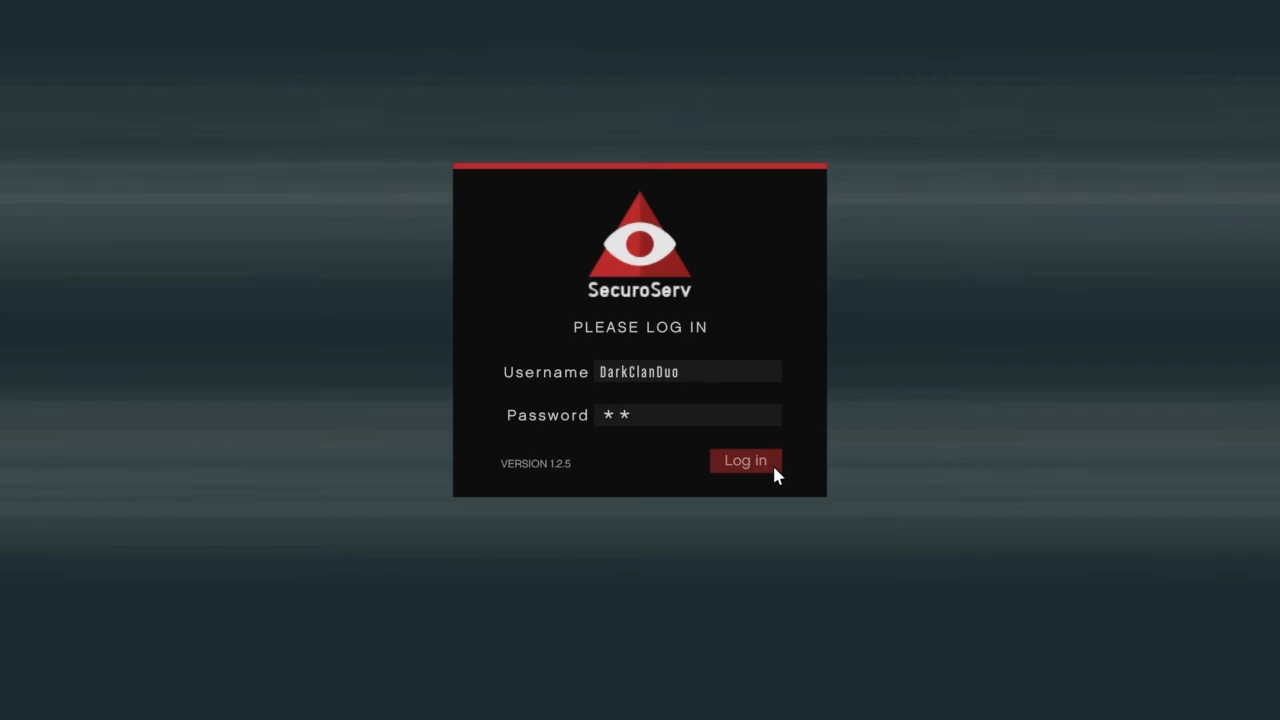 SecuroServ
PLEASE LOG IN
Username DarkClanDuo
Password **
VERSION 1.2.5 Log in